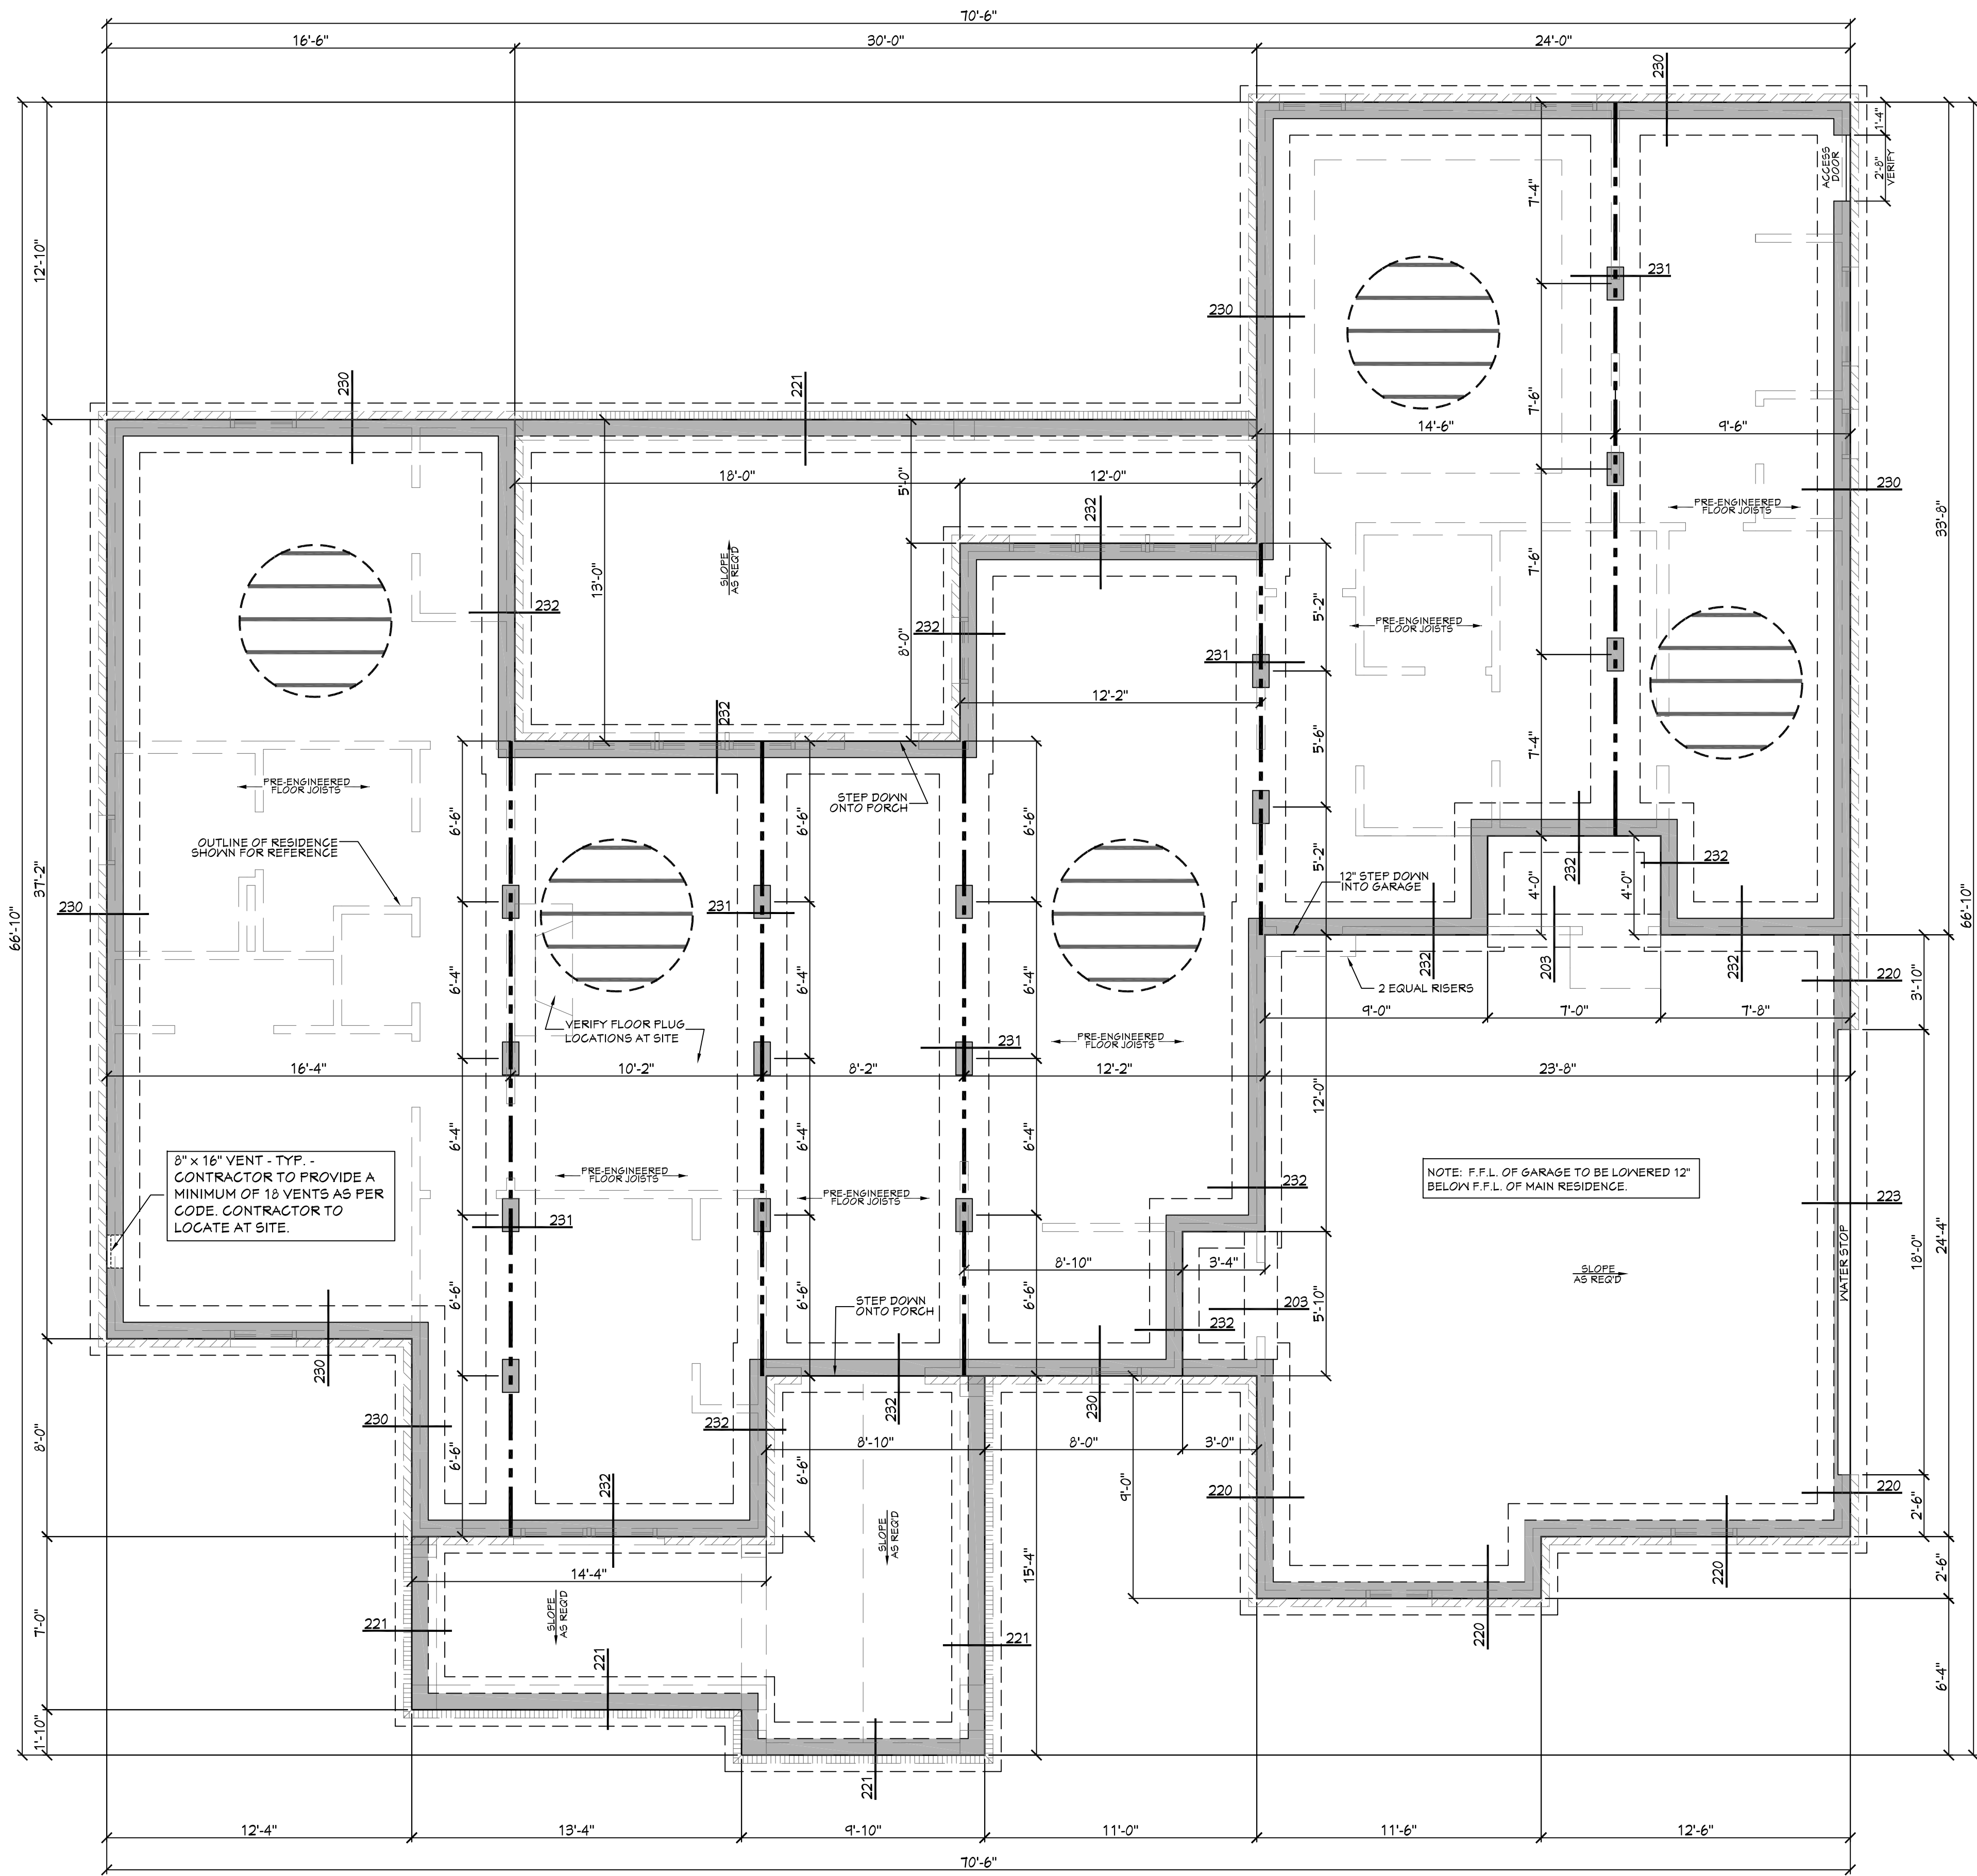 70'-6"
16'-6"
30'-0"
24'-0"
230
1'-4"
ACCESS
DOOR
2'-8"
VERIFY
7'-4"
12'-10"
231
230
230
221
7'-6"
14'-6"
9'-6"
18'-0"
5'-0"
12'-0"
230
PRE-ENGINEERED
FLOOR JOISTS
33'-8"
232
SLOPE
AS REQ'D
13'-0"
7'-6"
232
5'-2"
232
8'-0"
PRE-ENGINEERED
FLOOR JOISTS
231
12'-2"
232
5'-6"
7'-4"
PRE-ENGINEERED
FLOOR JOISTS
STEP DOWN
ONTO PORCH
6'-6"
6'-6"
6'-6"
OUTLINE OF RESIDENCE
SHOWN FOR REFERENCE
37'-2"
5'-2"
232
232
12" STEP DOWN
INTO GARAGE
4'-0"
4'-0"
230
231
66'-10"
66'-10"
232
203
232
220
3'-10"
6'-4"
6'-4"
6'-4"
2 EQUAL RISERS
9'-0"
7'-0"
7'-8"
VERIFY FLOOR PLUG
LOCATIONS AT SITE
231
PRE-ENGINEERED
FLOOR JOISTS
16'-4"
10'-2"
8'-2"
12'-2"
23'-8"
12'-0"
6'-4"
6'-4"
6'-4"
8" x 16" VENT - TYP. -
CONTRACTOR TO PROVIDE A
MINIMUM OF 18 VENTS AS PER
CODE. CONTRACTOR TO
LOCATE AT SITE.
PRE-ENGINEERED
FLOOR JOISTS
PRE-ENGINEERED
FLOOR JOISTS
232
NOTE: F.F.L. OF GARAGE TO BE LOWERED 12"
BELOW F.F.L. OF MAIN RESIDENCE.
223
231
24'-4"
18'-0"
WATER STOP
8'-10"
3'-4"
SLOPE
AS REQ'D
6'-6"
6'-6"
6'-6"
STEP DOWN
ONTO PORCH
203
5'-10"
232
230
230
232
230
232
8'-10"
8'-0"
3'-0"
8'-0"
6'-6"
6'-6"
232
9'-0"
220
220
2'-6"
SLOPE
AS REQ'D
15'-4"
14'-4"
220
2'-6"
SLOPE
AS REQ'D
7'-0"
221
221
221
220
6'-4"
1'-10"
221
12'-4"
13'-4"
9'-10"
11'-0"
11'-6"
12'-6"
70'-6"